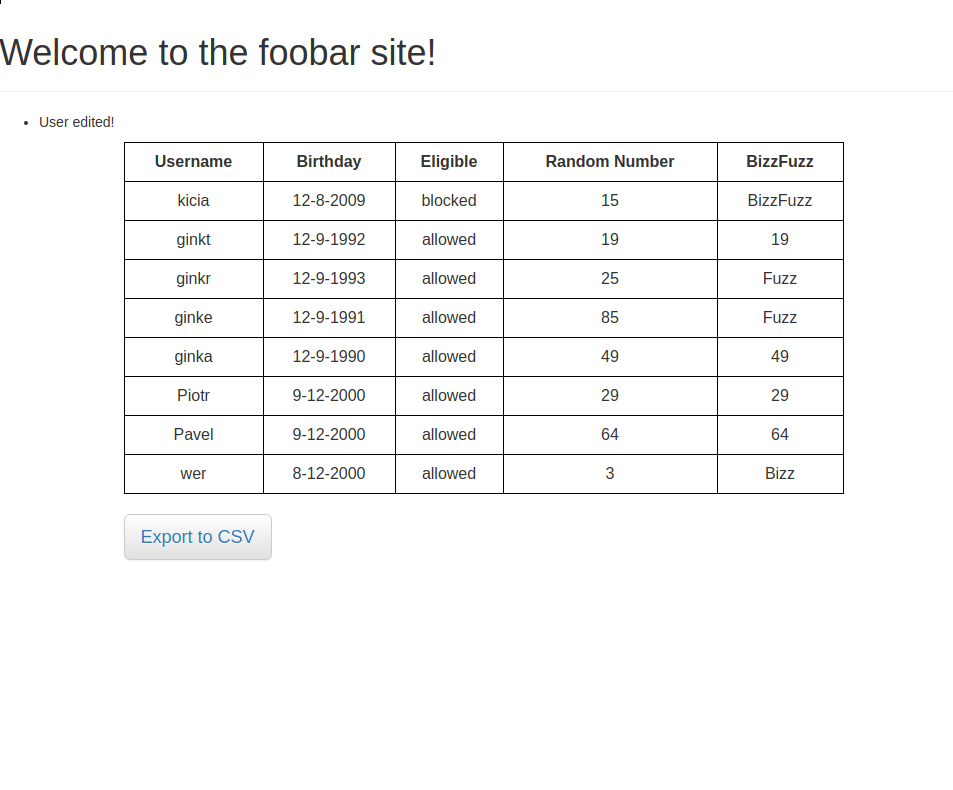 Welcome to the foobar site!
User edited!
Username Birthday Eligible Random Number BizzFuzz
kicia 12-8-2009 blocked 15 BizzFuzz
ginkt 12-9-1992 allowed 19 19
ginkr 12-9-1993 allowed 25 Fuzz
ginke 12-9-1991 allowed 85 Fuzz
ginka 12-9-1990 allowed 49 49
Piotr 9-12-2000 allowed 29 29
Pavel 9-12-2000 allowed 64 64
wer 8-12-2000 allowed 3 Bizz
Export to CSV